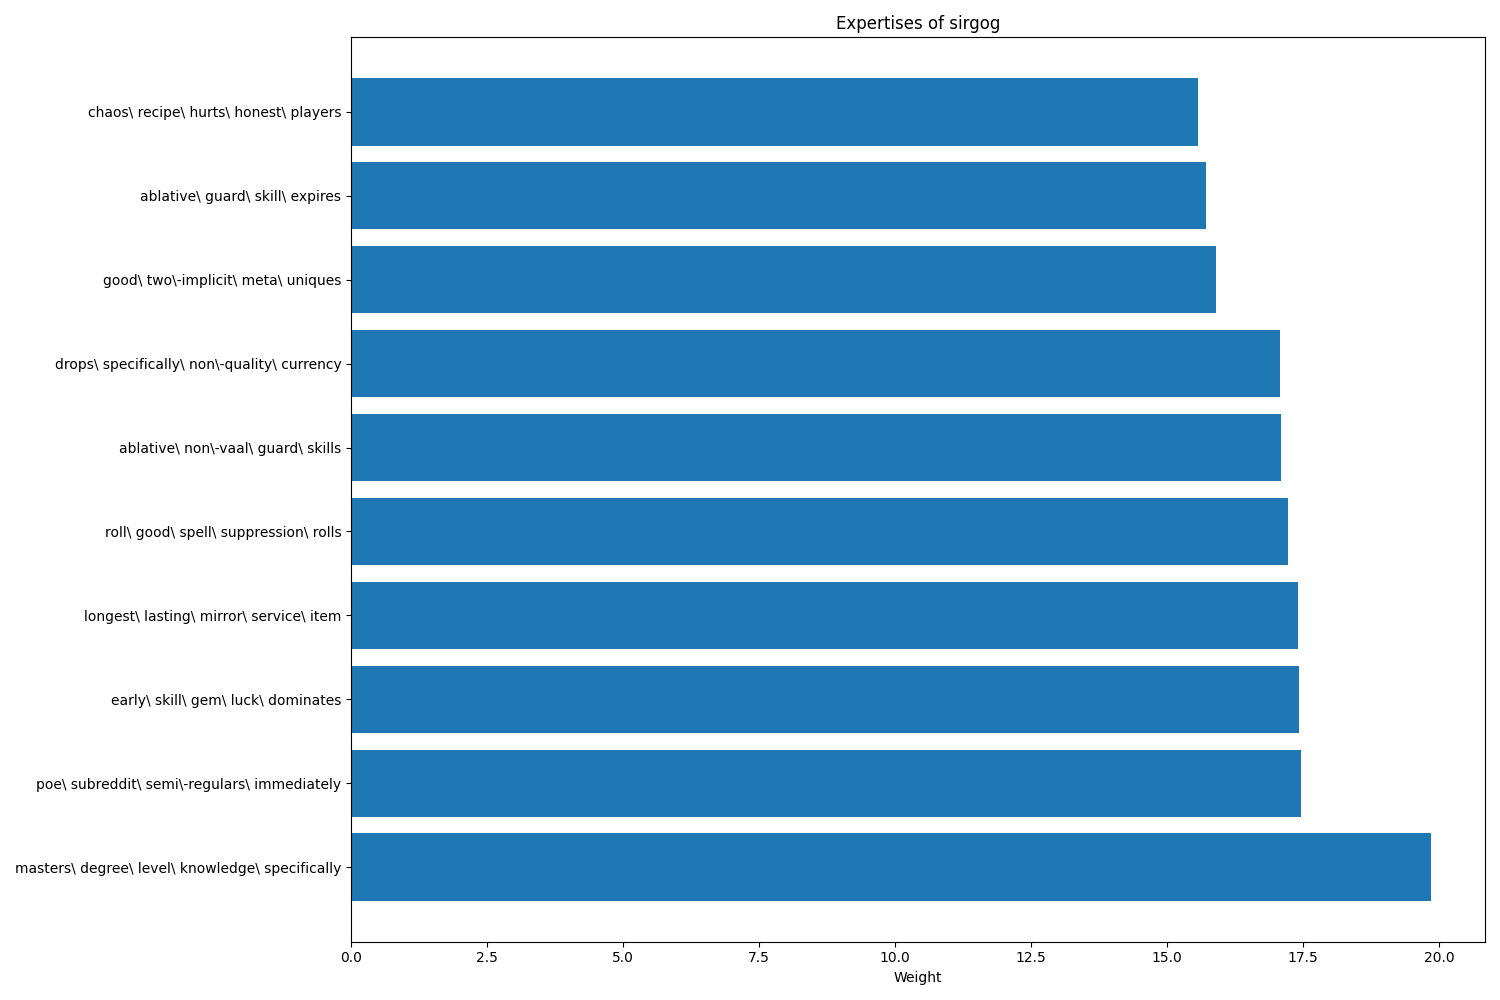 Expertises of sirgog
chaos\ recipe\ hurts\ honest\ players
ablative\ guard\ skill\ expires
good\ two\-implicit\ meta\ uniques
drops\ specifically\ non\-quality\ currency
ablative\ non\-vaal\ guard\ skills
roll\ good\ spell\ suppression\ rolls
longest\ lasting\ mirror\ service\ item
early\ skill\ gem\ luck\ dominates
poe\ subreddit\ semi\-regulars\ immediately
masters\ degree\ level\ knowledge\ specifically
0.0 2.5 5.0 7.5 10.0 12.5 15.0 17.5 20.0
Weight